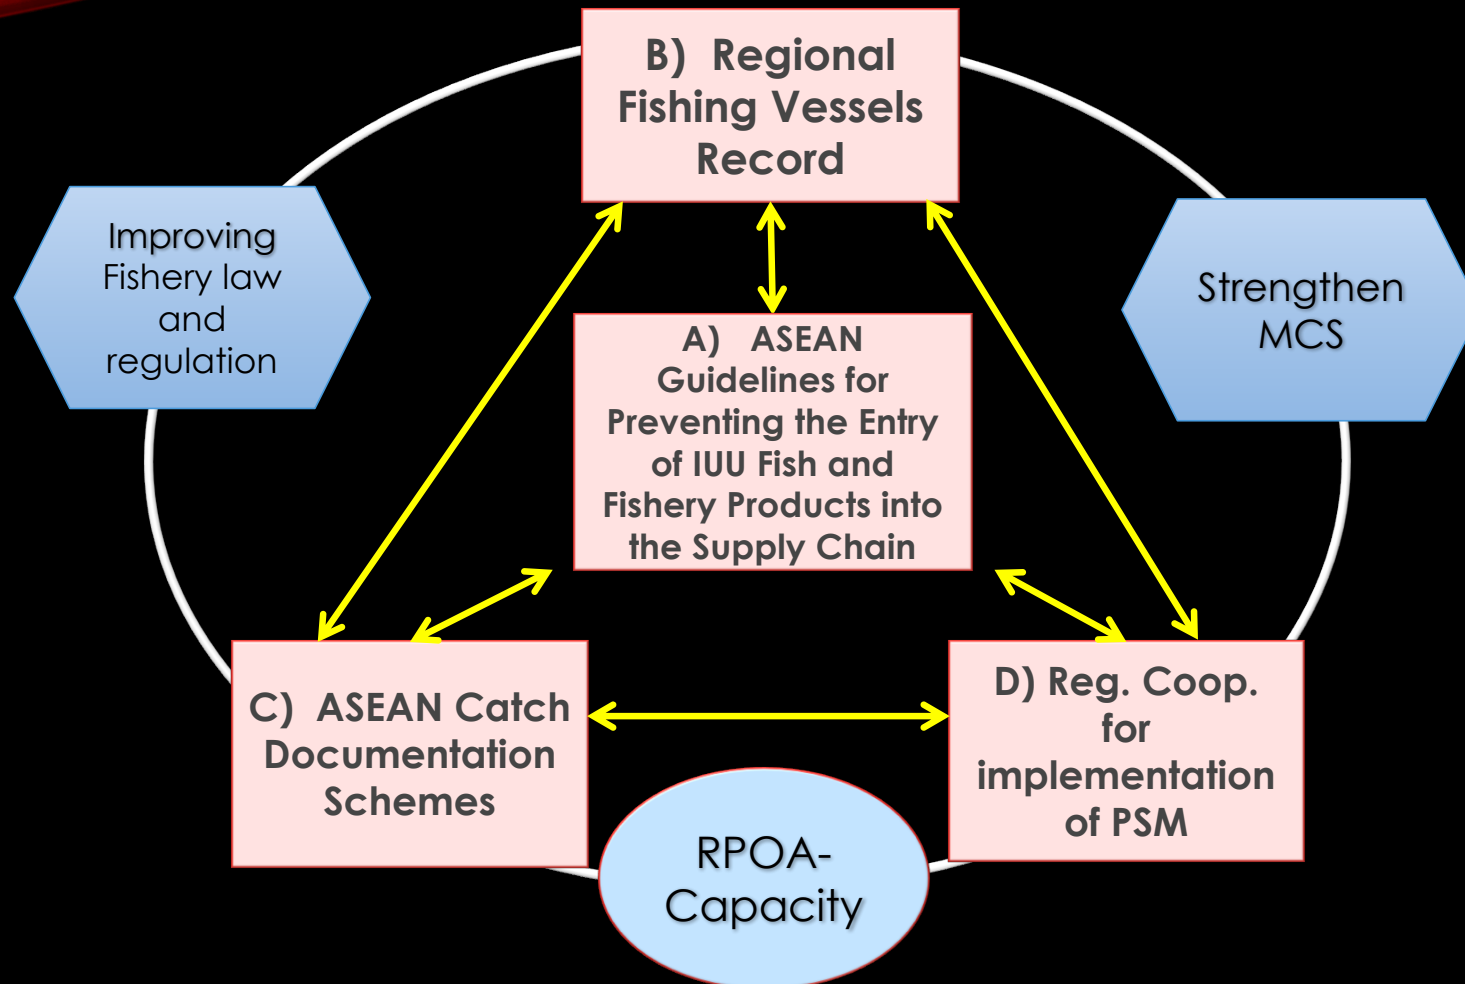 B) Regional
Fishing Vessels
Record
Improving
Fishery law
and
regulation
Strengthen
MCS
A) ASEAN
Guidelines for
Preventing the Entry
of IUU Fish and
Fishery Products into
the Supply Chain
C) ASEAN Catch
Documentation
Schemes
D) Reg. Coop.
for
implementation
of PSM
RPOA-
Capacity